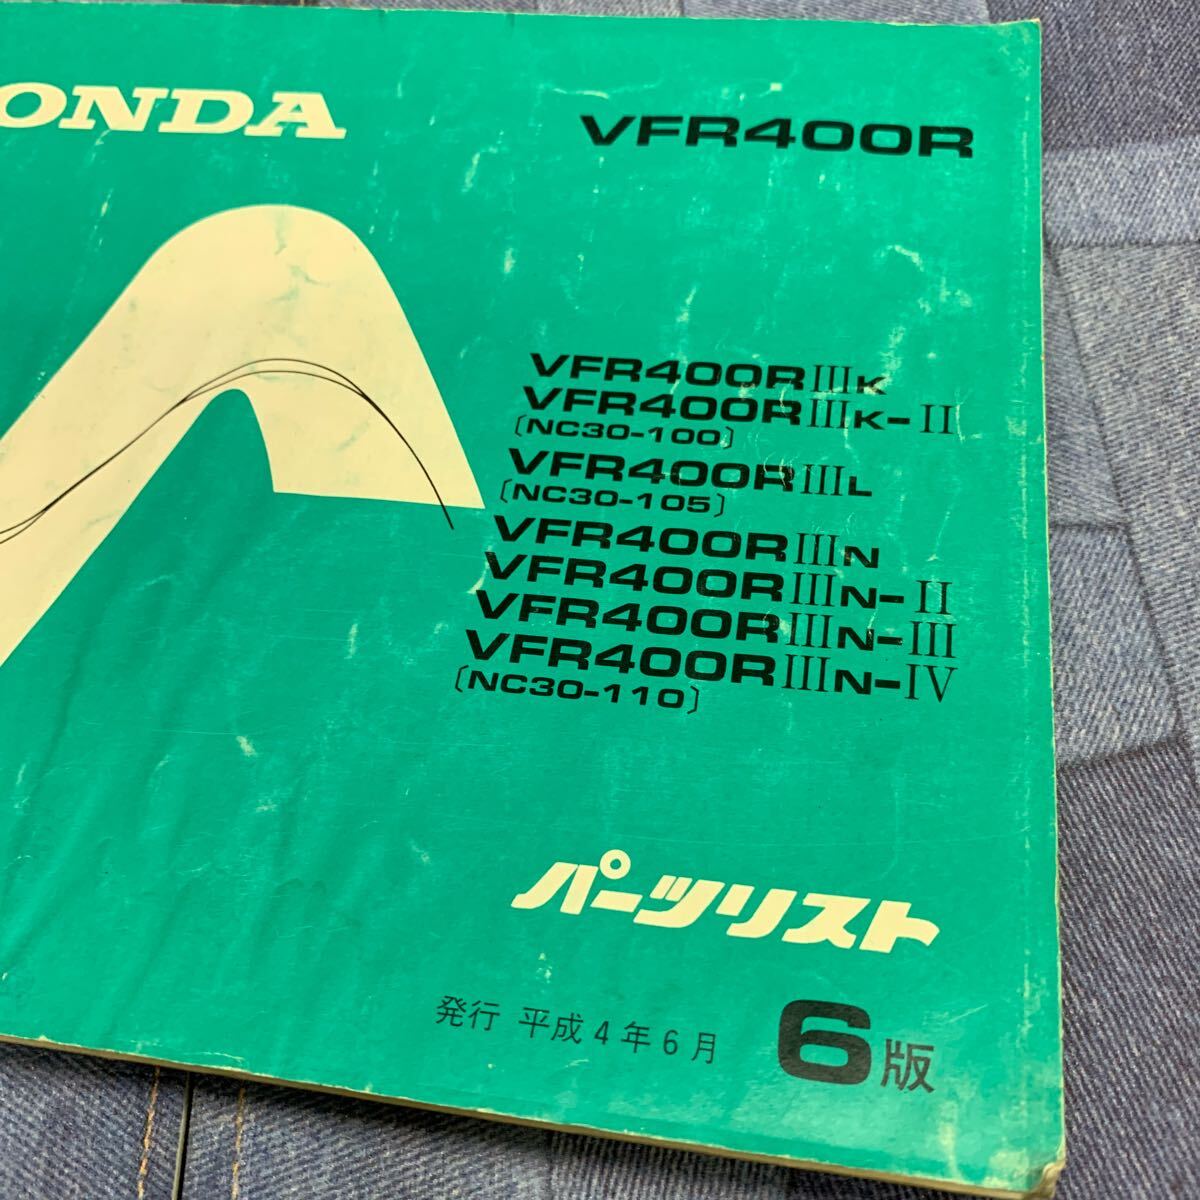 ONDA
VFR400R
VFR400RⅢK
VFR400RⅢK-Ⅱ
〔NC30-100〕
VFR400RⅢL
〔NC30-105〕
VFR400RⅢN
VFR400RⅢN-Ⅱ
VFR400RⅢN-Ⅲ
VFR400RⅢN-Ⅳ
〔NC30-110〕
パーツリスト
発行 平成4年6月 6版